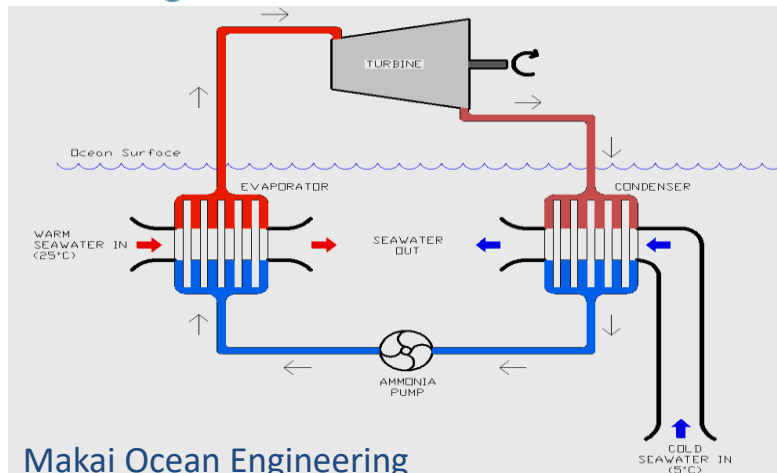 TURBINE
Ocean Surface
EVAPORATOR
CONDENSER
WARM
SEAWATER IN
(25°C)
SEAWATER
OUT
AMMONIA
PUMP
COLD
SEAWATER IN
(5°C)
Makai Ocean Engineering